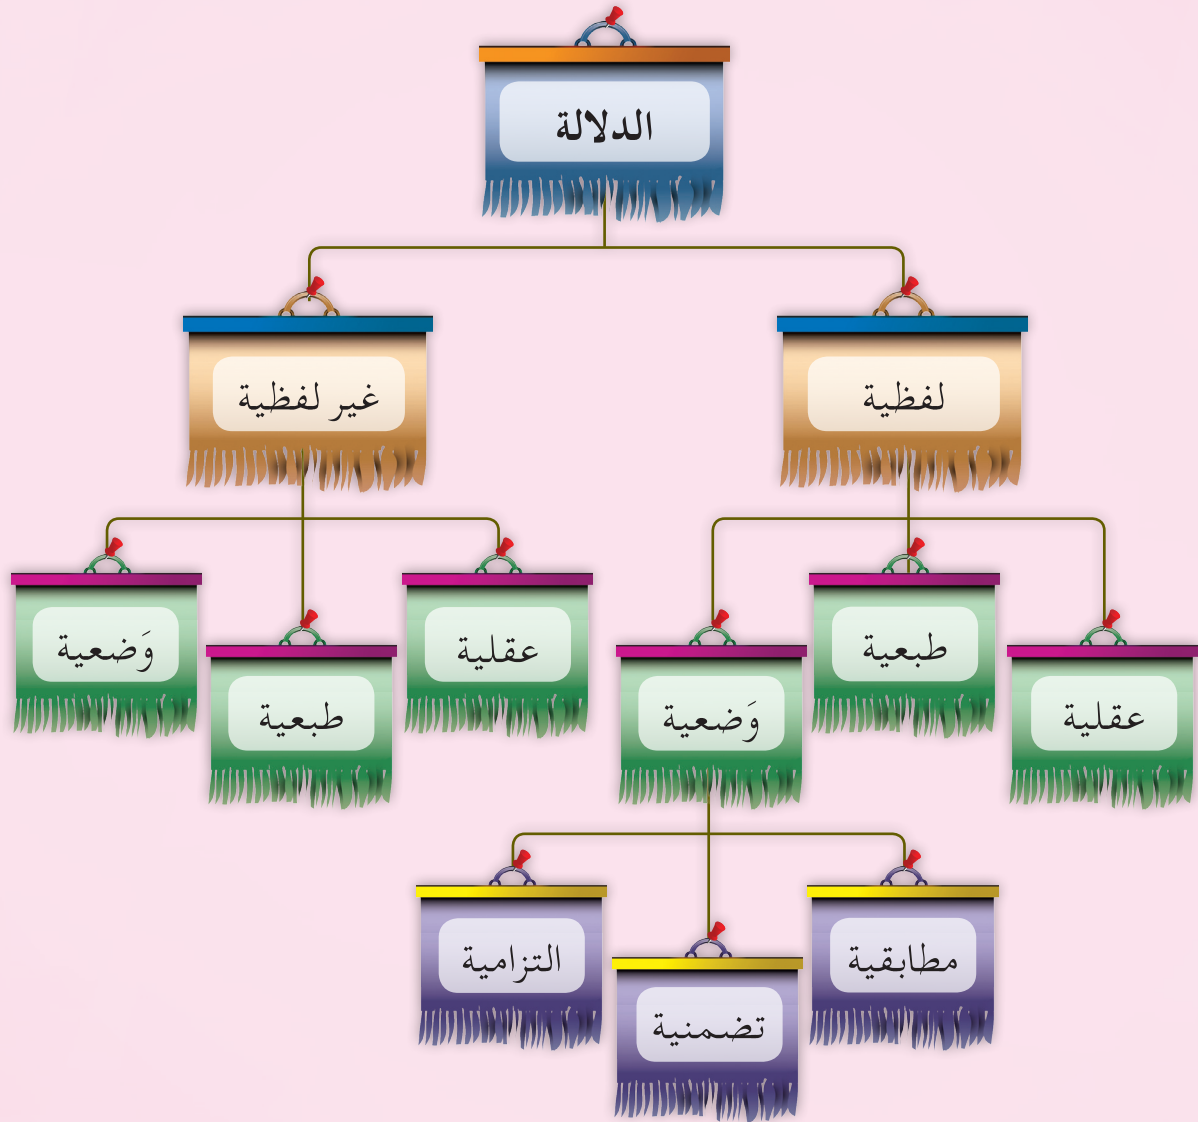 الدلالة
لفظية
غير لفظية
عقلية
طبعية
وَضعية
عقلية
طبعية
وَضعية
مطابقية
تضمنية
التزامية